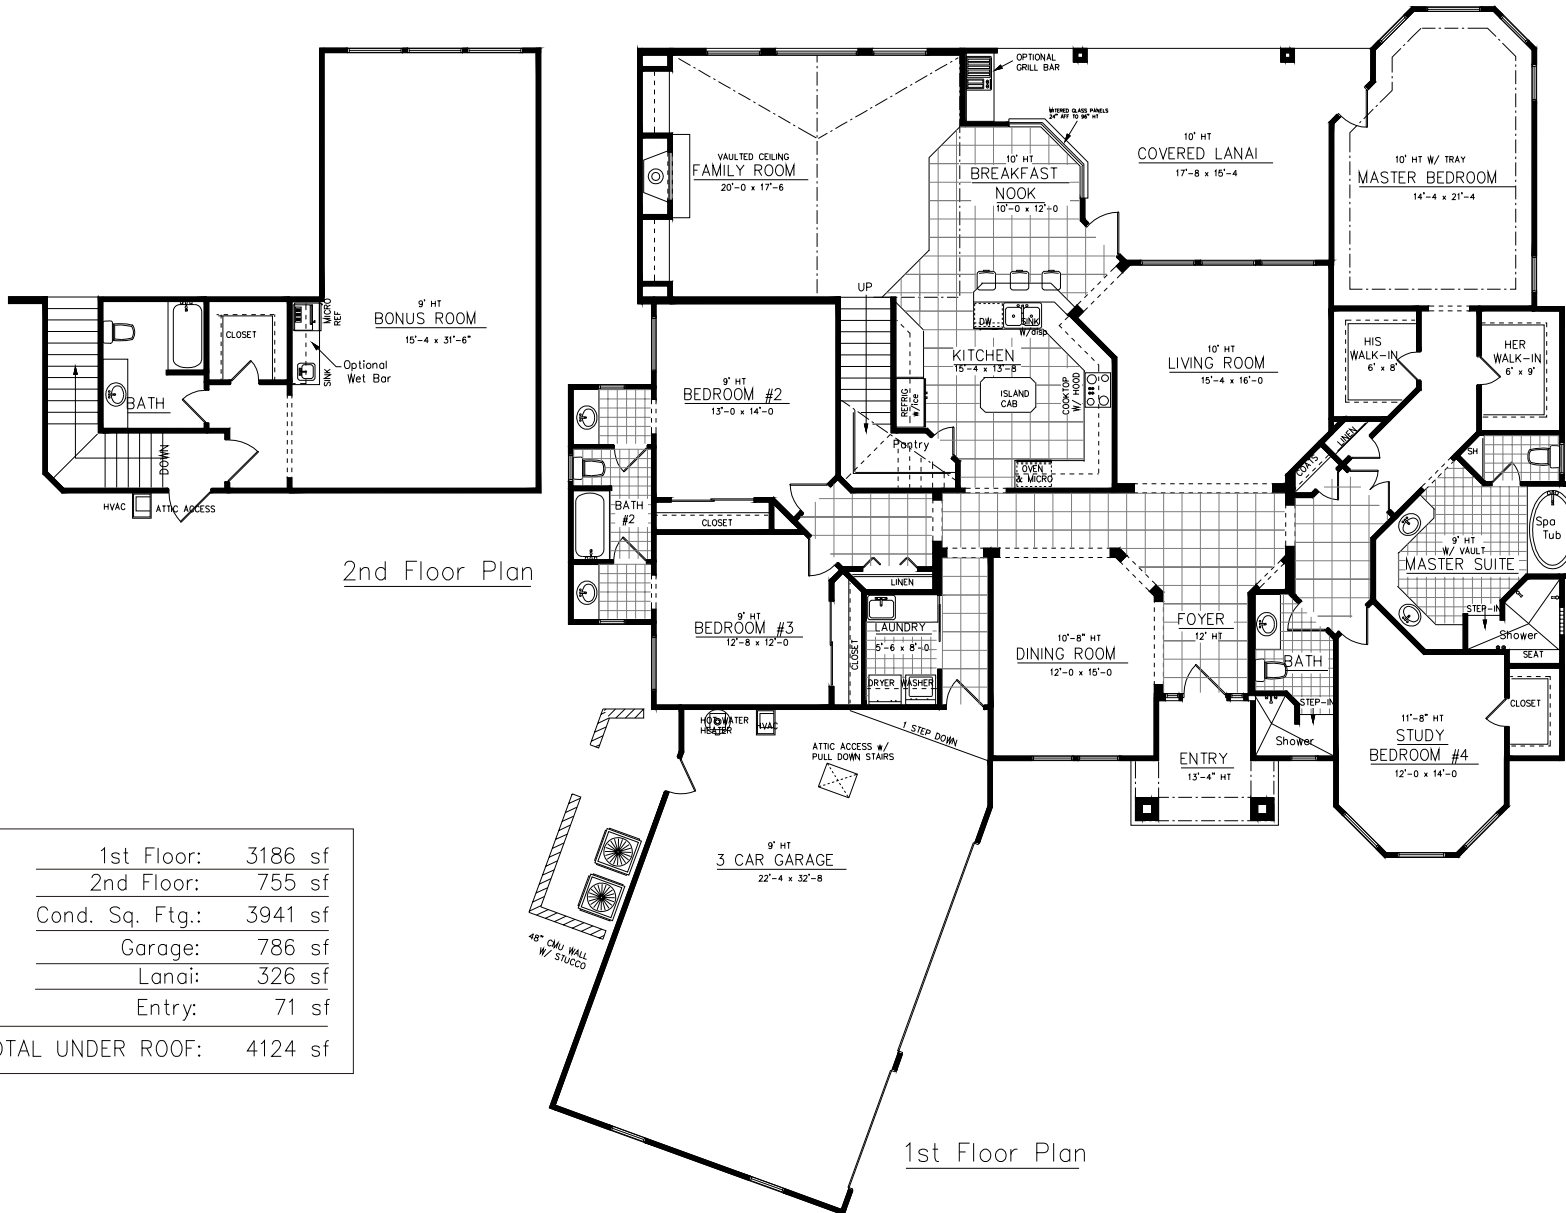 9' HT
BONUS ROOM
15'-4 x 31'-6"
MICRO
REF
CLOSET
Optional
Wet Bar
SINK
BATH
DOWN
HVAC
ATTIC ACCESS
2nd Floor Plan
VAULTED CEILING
FAMILY ROOM
20'-0 x 17'-6
OPTIONAL
GRILL BAR
MITERED GLASS PANELS
24" AFF TO 96" HT
10' HT
BREAKFAST
NOOK
10'-0 x 12'-0
10' HT
COVERED LANAI
17'-8 x 15'-4
10' HT W/ TRAY
MASTER BEDROOM
14'-4 x 21'-4
UP
DW
SINK
W/disp
KITCHEN
15'-4 x 13'-8
ISLAND
CAB
COOKTOP
W/ HOOD
REFRIG
w/ice
Pantry
OVEN
& MICRO
10' HT
LIVING ROOM
15'-4 x 16'-0
HIS
WALK-IN
6' x 8'
HER
WALK-IN
6' x 9'
LINEN
COATS
SH
Spa
Tub
9' HT
W/ VAULT
MASTER SUITE
STEP-IN
Shower
SEAT
9' HT
BEDROOM #2
13'-0 x 14'-0
BATH
#2
CLOSET
LINEN
9' HT
BEDROOM #3
12'-8 x 12'-0
CLOSET
LAUNDRY
5'-6 x 8'-0
DRYER
WASHER
10'-8" HT
DINING ROOM
12'-0 x 15'-0
FOYER
12' HT
BATH
STEP-IN
Shower
ENTRY
13'-4" HT
11'-8" HT
STUDY
BEDROOM #4
12'-0 x 14'-0
CLOSET
HOT WATER
HEATER
HVAC
1 STEP DOWN
ATTIC ACCESS w/
PULL DOWN STAIRS
9' HT
3 CAR GARAGE
22'-4 x 32'-8
48" CMU WALL
W/ STUCCO
1st Floor Plan
1st Floor: 3186 sf
2nd Floor: 755 sf
Cond. Sq. Ftg.: 3941 sf
Garage: 786 sf
Lanai: 326 sf
Entry: 71 sf
OTAL UNDER ROOF: 4124 sf